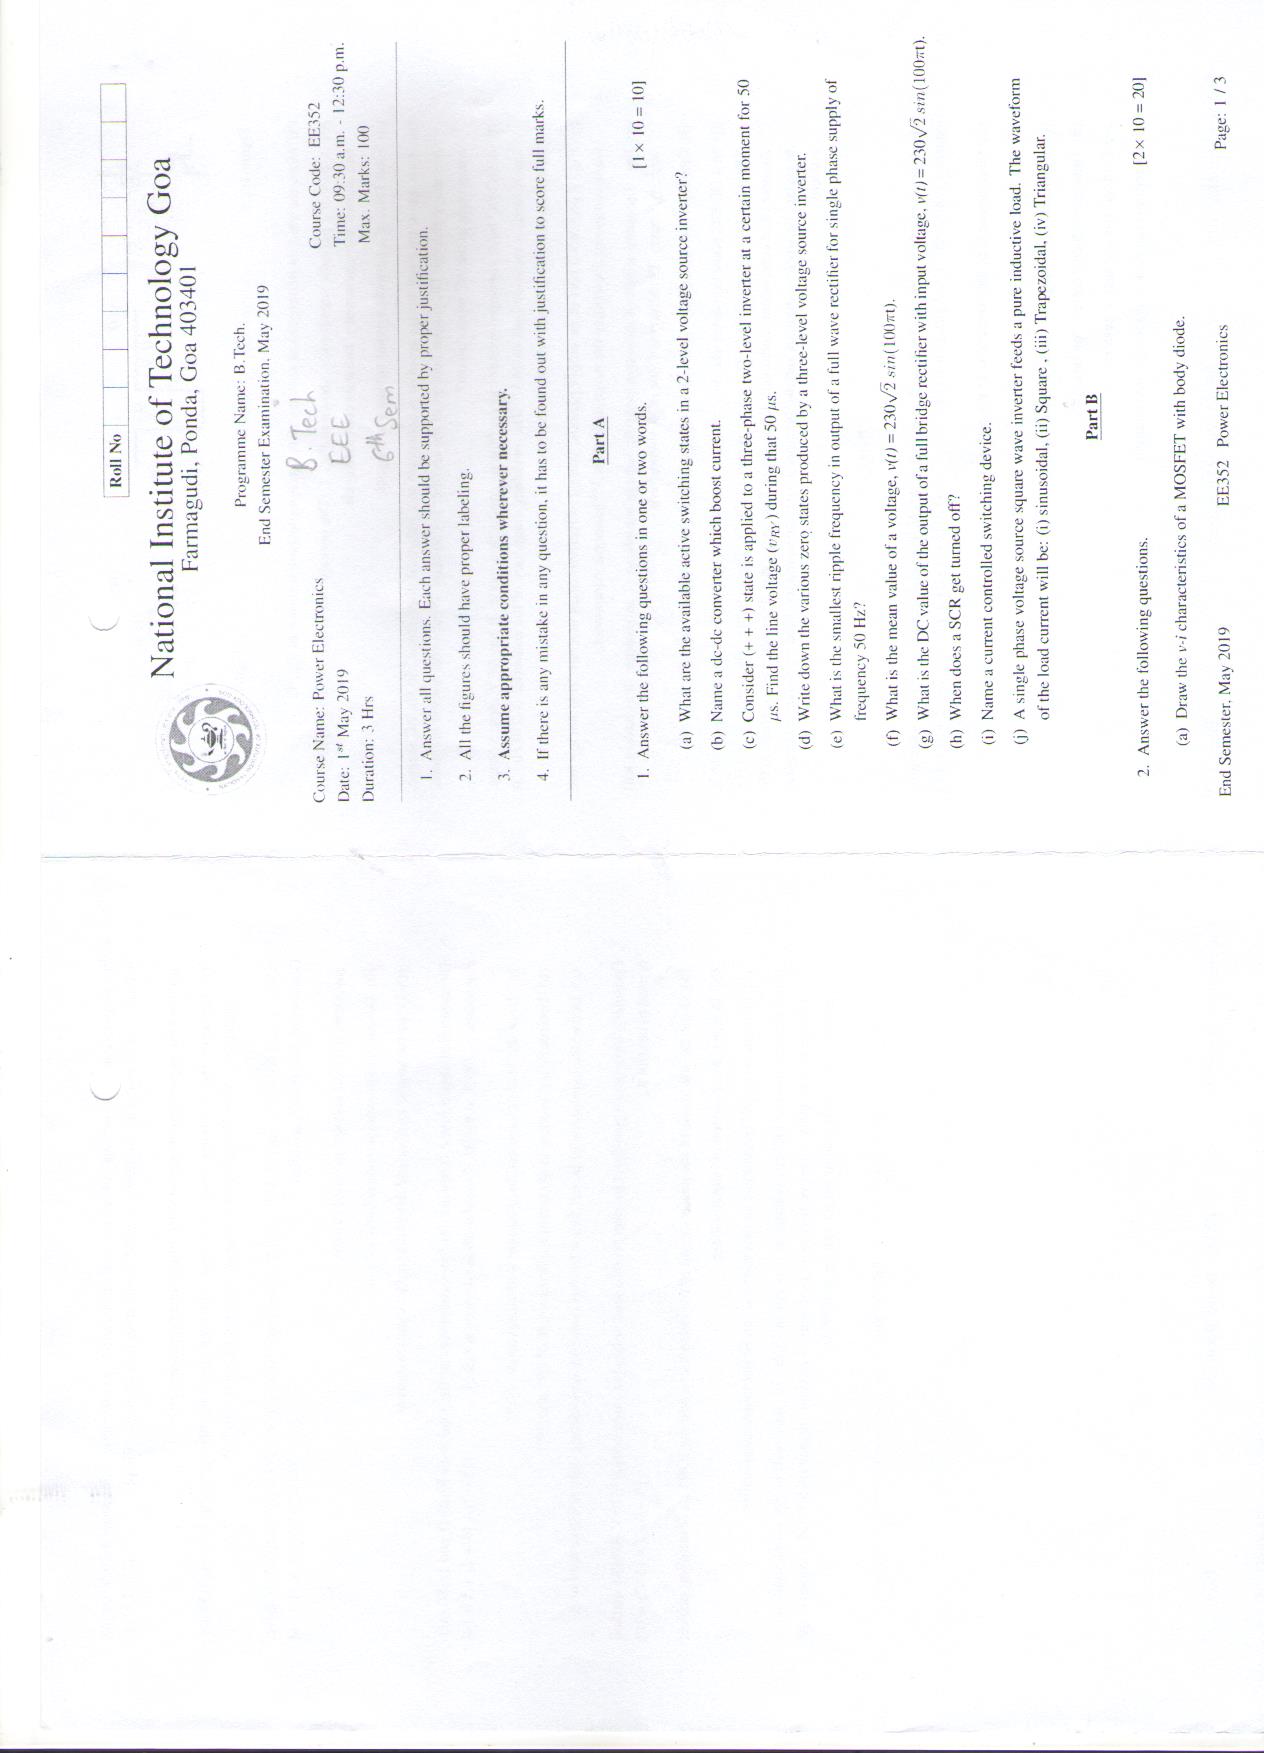 Roll No
National Institute of Technology Goa
Farmagudi, Ponda, Goa 403401
Programme Name: B.Tech.
End Semester Examination, May 2019
B. Tech
EEE
6th Sem
Course Name: Power Electronics Course Code: EE352
Date: 1st May 2019 Time: 09:30 a.m. - 12:30 p.m.
Duration: 3 Hrs Max. Marks: 100
1. Answer all questions. Each answer should be supported by proper justification.
2. All the figures should have proper labeling.
3. Assume appropriate conditions wherever necessary.
4. If there is any mistake in any question, it has to be found out with justification to score full marks.
Part A
1. Answer the following questions in one or two words. [1× 10 = 10]
(a) What are the available active switching states in a 2-level voltage source inverter?
(b) Name a dc-dc converter which boost current.
(c) Consider (+ + +) state is applied to a three-phase two-level inverter at a certain moment for 50
μs. Find the line voltage (vRY) during that 50 μs.
(d) Write down the various zero states produced by a three-level voltage source inverter.
(e) What is the smallest ripple frequency in output of a full wave rectifier for single phase supply of
frequency 50 Hz?
(f) What is the mean value of a voltage, v(t) = 230√2 sin(100πt).
(g) What is the DC value of the output of a full bridge rectifier with input voltage, v(t) = 230√2 sin(100πt).
(h) When does a SCR get turned off?
(i) Name a current controlled switching device.
(j) A single phase voltage source square wave inverter feeds a pure inductive load. The waveform
of the load current will be: (i) sinusoidal, (ii) Square , (iii) Trapezoidal, (iv) Triangular.
Part B
2. Answer the following questions. [2× 10 = 20]
(a) Draw the v-i characteristics of a MOSFET with body diode.
End Semester, May 2019 EE352 Power Electronics Page: 1 / 3